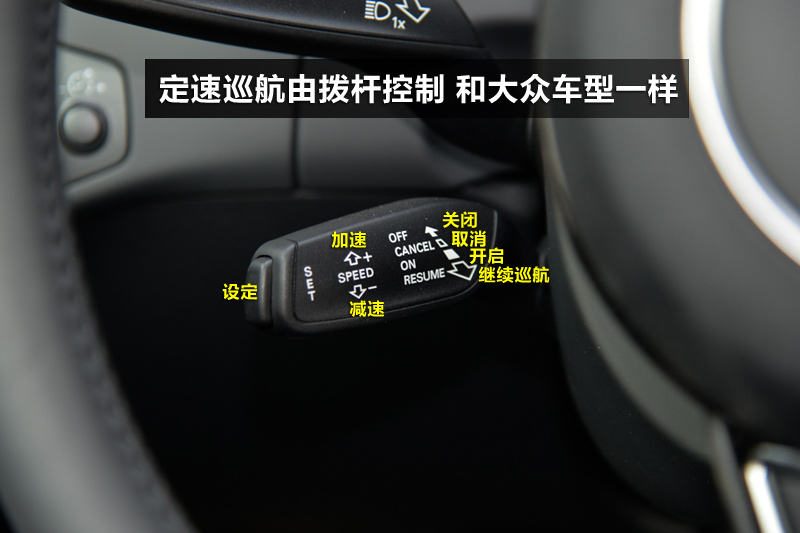 1x
定速巡航由拨杆控制 和大众车型一样
关闭
加速
OFF
取消
+
CANCEL
开启
SET
SPEED
ON
继续巡航
RESUME
设定
−
减速